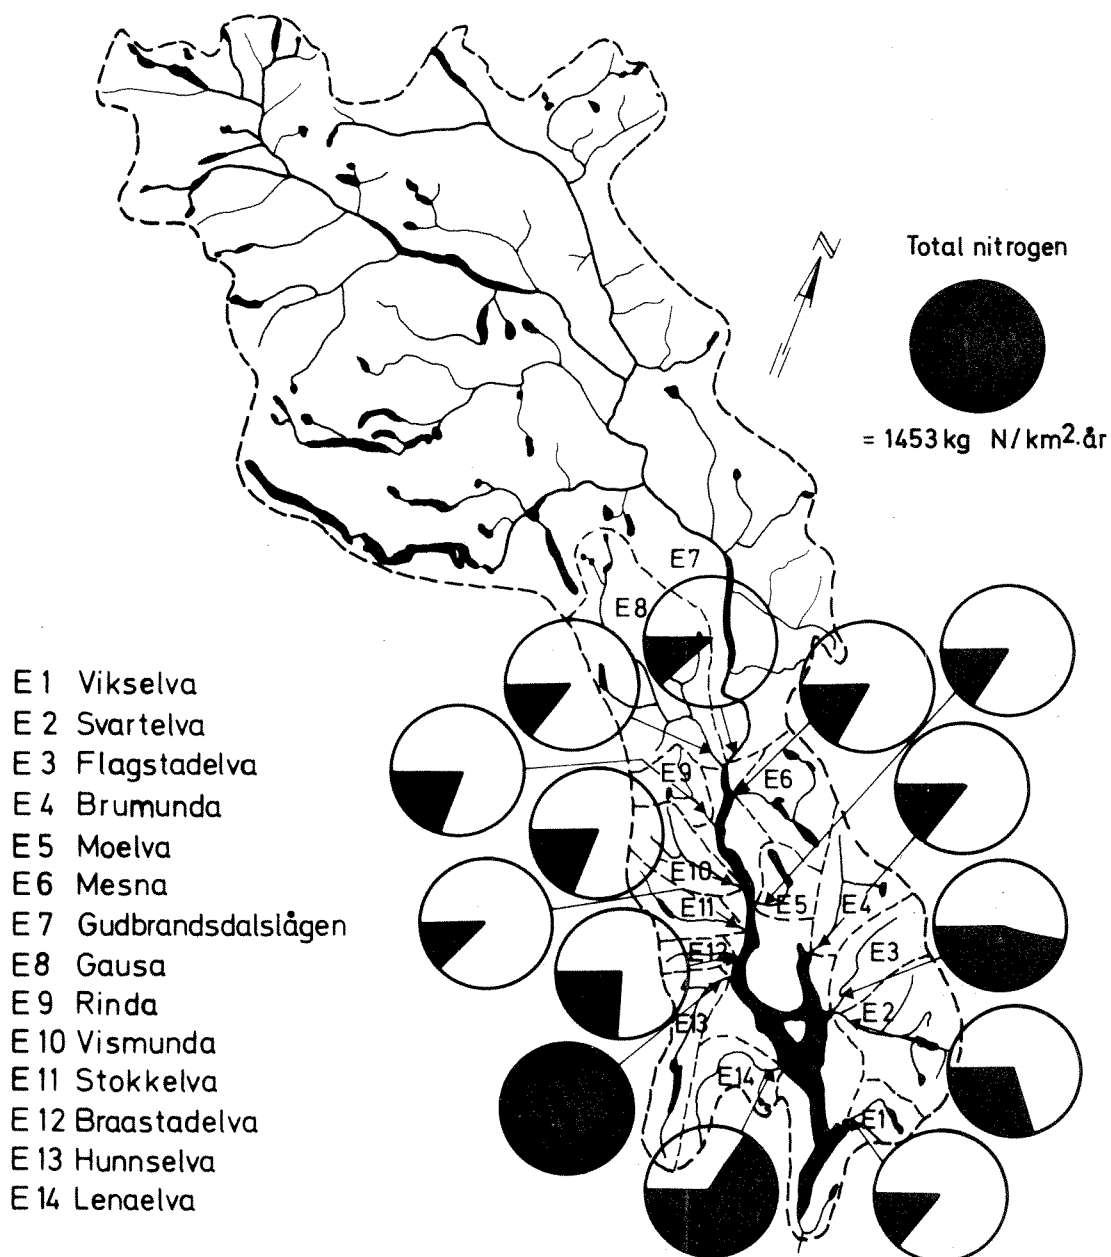 N
Total nitrogen
= 1453 kg N/km².år
E7
E8
E9
E6
E10
E11
E5
E4
E12
E3
E13
E2
E14
E1
E 1 Vikselva
E 2 Svartelva
E 3 Flagstadelva
E 4 Brumunda
E 5 Moelva
E 6 Mesna
E 7 Gudbrandsdalslågen
E 8 Gausa
E 9 Rinda
E 10 Vismunda
E 11 Stokkelva
E 12 Braastadelva
E 13 Hunnselva
E 14 Lenaelva